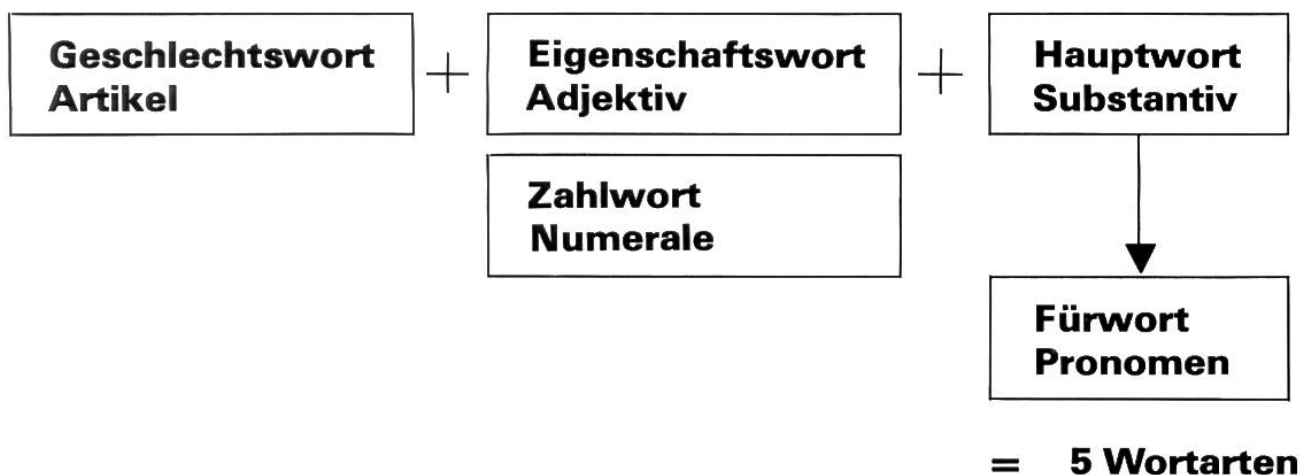 Geschlechtswort
Artikel
+
Eigenschaftswort
Adjektiv
+
Hauptwort
Substantiv
Zahlwort
Numerale
Fürwort
Pronomen
= 5 Wortarten